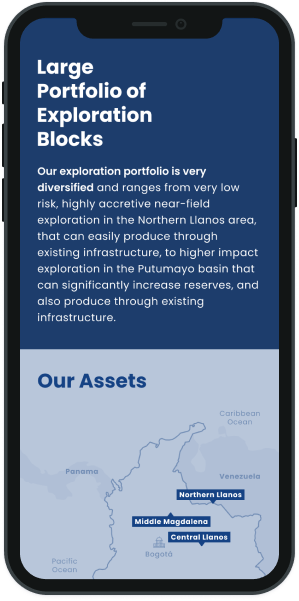 Large
Portfolio of
Exploration
Blocks
Our exploration portfolio is very
diversified and ranges from very low
risk, highly accretive near-field
exploration in the Northern Llanos area,
that can easily produce through
existing infrastructure, to higher impact
exploration in the Putumayo basin that
can significantly increase reserves, and
also produce through existing
infrastructure.
Our Assets
Caribbean
Ocean
Panama
Venezuela
Northern Llanos
Middle Magdalena
Central Llanos
Bogotá
Pacific
Ocean